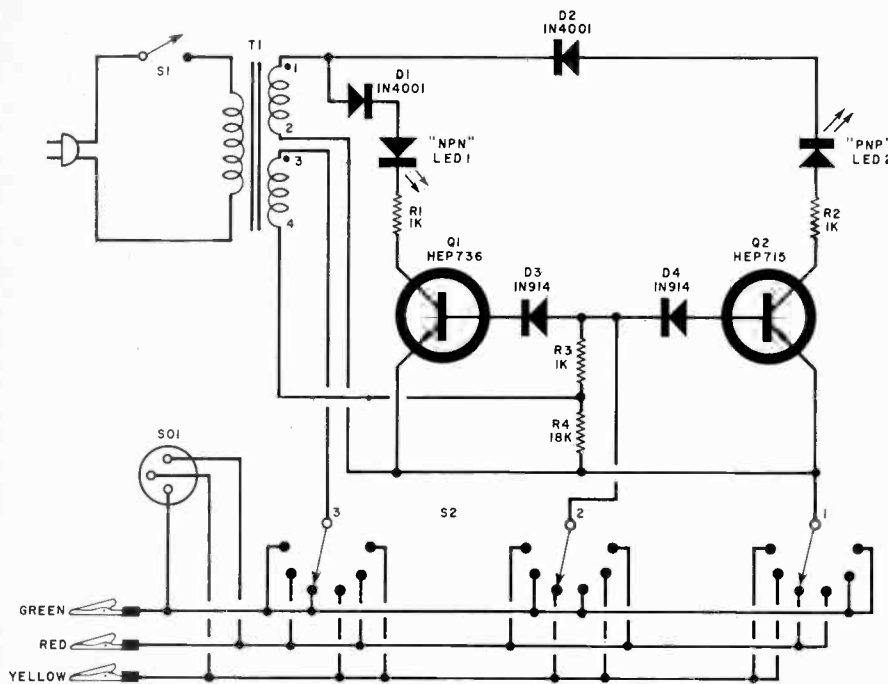 S1
T1
1
2
3
4
D1
1N4001
D2
1N4001
"NPN"
LED1
"PNP"
LED2
R1
1K
R2
1K
Q1
HEP736
Q2
HEP715
D3
1N914
D4
1N914
R3
1K
R4
18K
SO1
3
S2
2
1
GREEN
RED
YELLOW